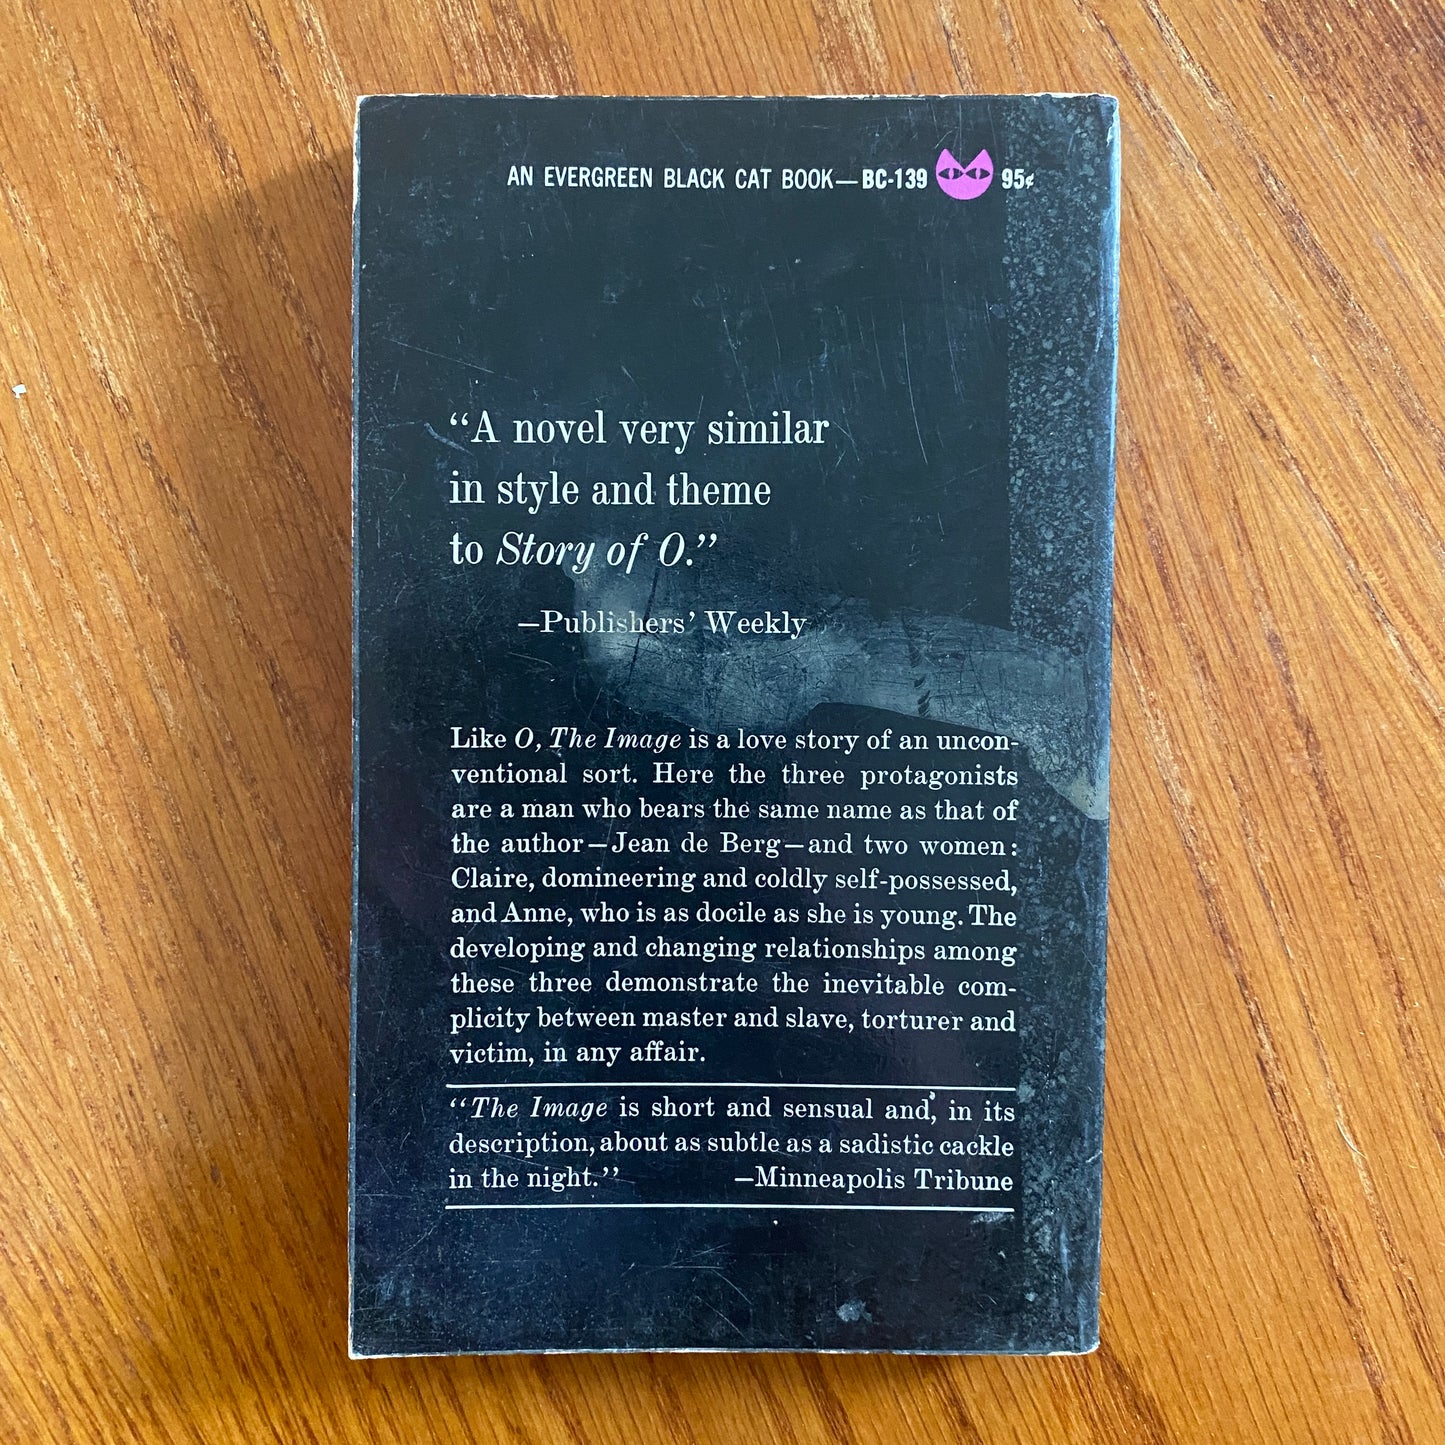 AN EVERGREEN BLACK CAT BOOK—BC-139 95¢
“A novel very similar
in style and theme
to Story of O.”
—Publishers’ Weekly
Like O, The Image is a love story of an uncon-
ventional sort. Here the three protagonists
are a man who bears the same name as that of
the author—Jean de Berg—and two women:
Claire, domineering and coldly self-possessed,
and Anne, who is as docile as she is young. The
developing and changing relationships among
these three demonstrate the inevitable com-
plicity between master and slave, torturer and
victim, in any affair.
“The Image is short and sensual and, in its
description, about as subtle as a sadistic cackle
in the night.” —Minneapolis Tribune